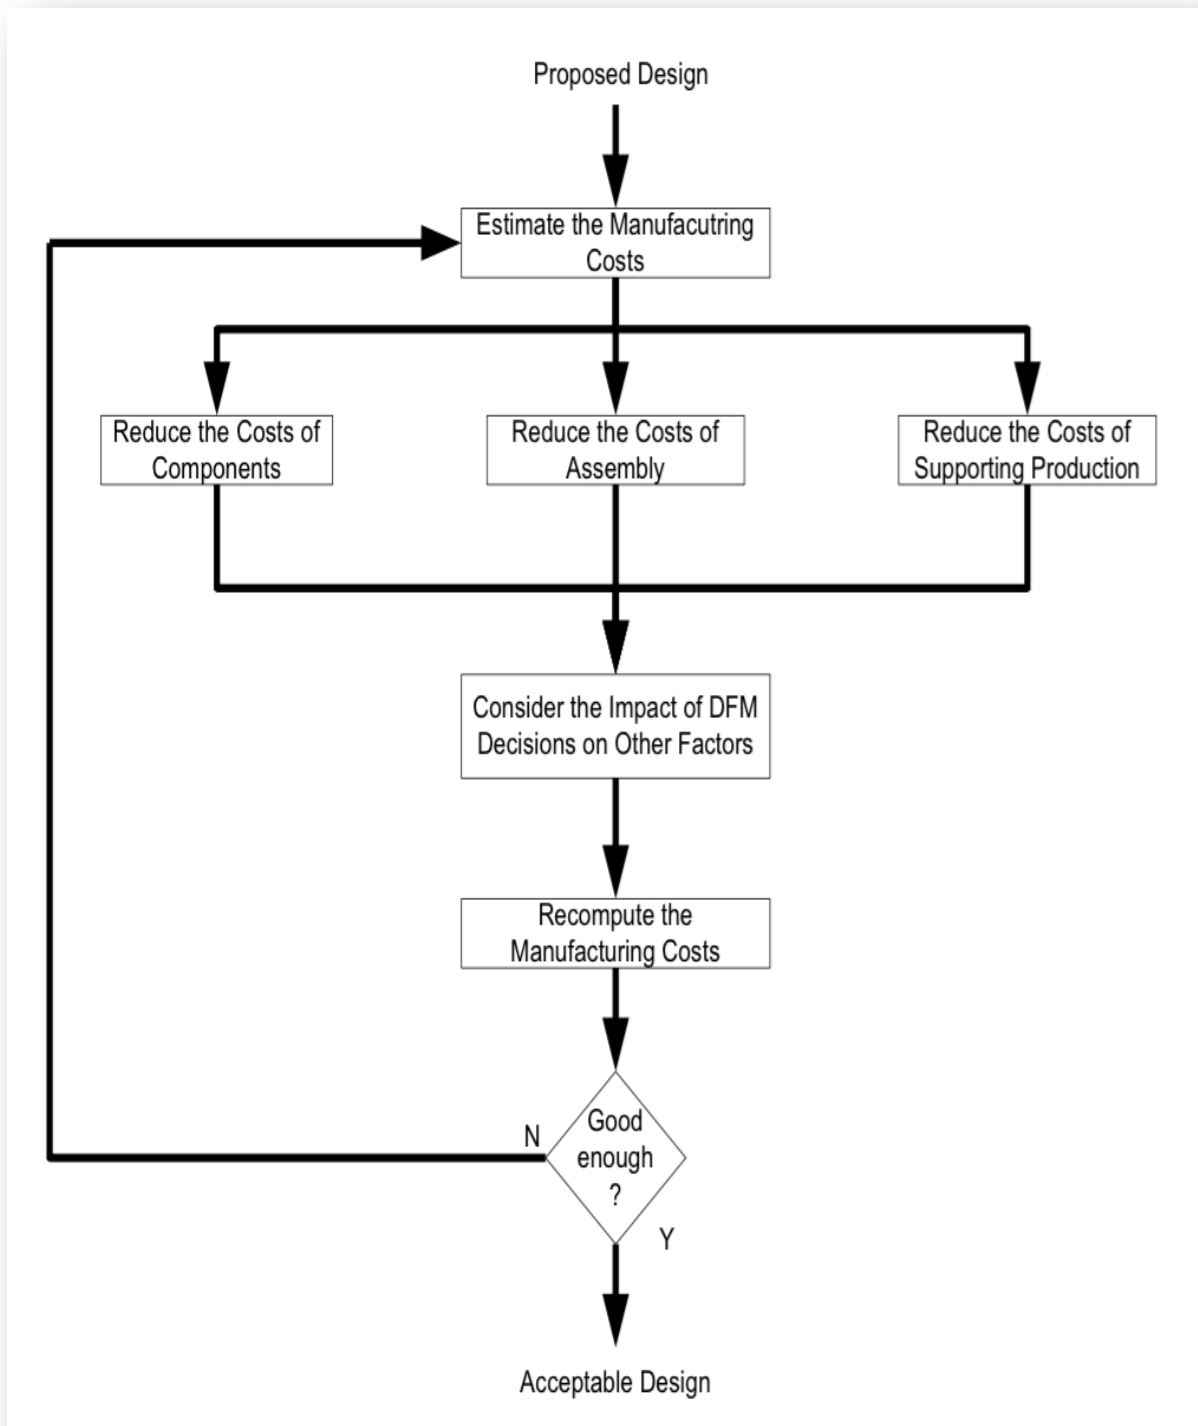 Proposed Design
Estimate the Manufacutring
Costs
Reduce the Costs of
Components
Reduce the Costs of
Assembly
Reduce the Costs of
Supporting Production
Consider the Impact of DFM
Decisions on Other Factors
Recompute the
Manufacturing Costs
Good
enough
?
N
Y
Acceptable Design